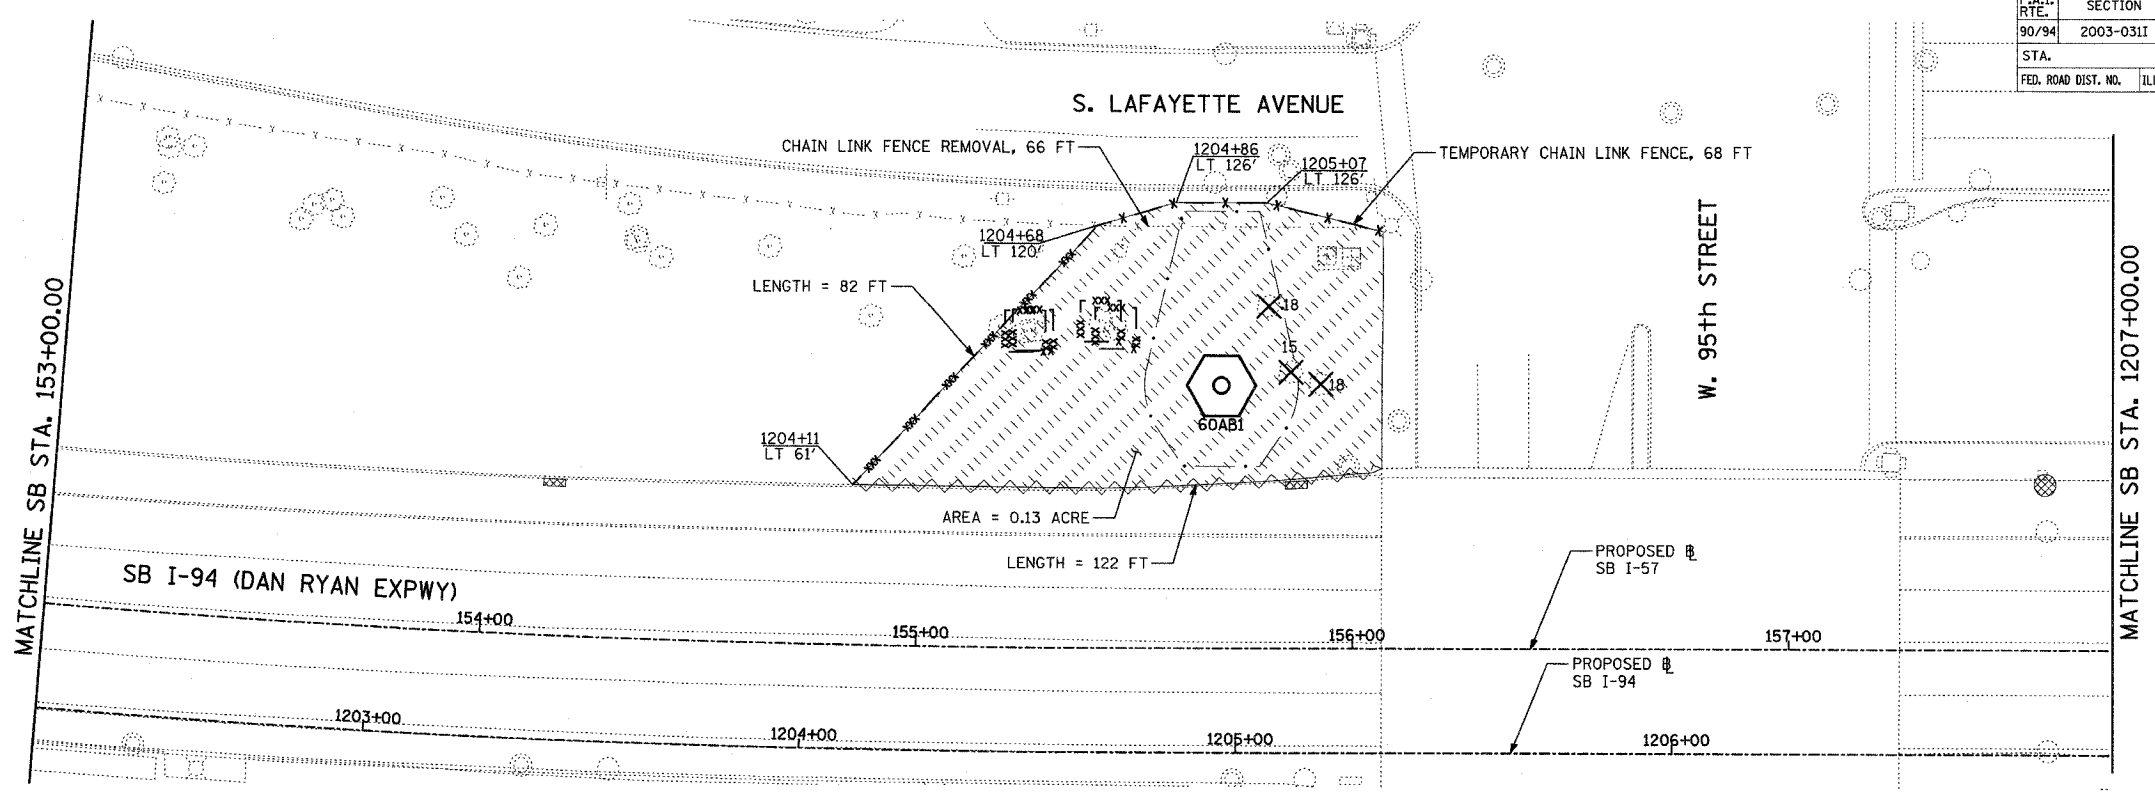 RTE.
SECTION
90/94
2003-031I
STA.
FED. ROAD DIST. NO.
S. LAFAYETTE AVENUE
CHAIN LINK FENCE REMOVAL, 66 FT
1204+86
LT 126'
1205+07
LT 126'
TEMPORARY CHAIN LINK FENCE, 68 FT
1204+68
LT 120'
LENGTH = 82 FT
18
15
18
60AB1
W. 95th STREET
1204+11
LT 61'
AREA = 0.13 ACRE
LENGTH = 122 FT
MATCHLINE SB STA. 153+00.00
MATCHLINE SB STA. 1207+00.00
PROPOSED ℄
SB I-57
SB I-94 (DAN RYAN EXPWY)
154+00
155+00
156+00
157+00
PROPOSED ℄
SB I-94
1203+00
1204+00
1205+00
1206+00